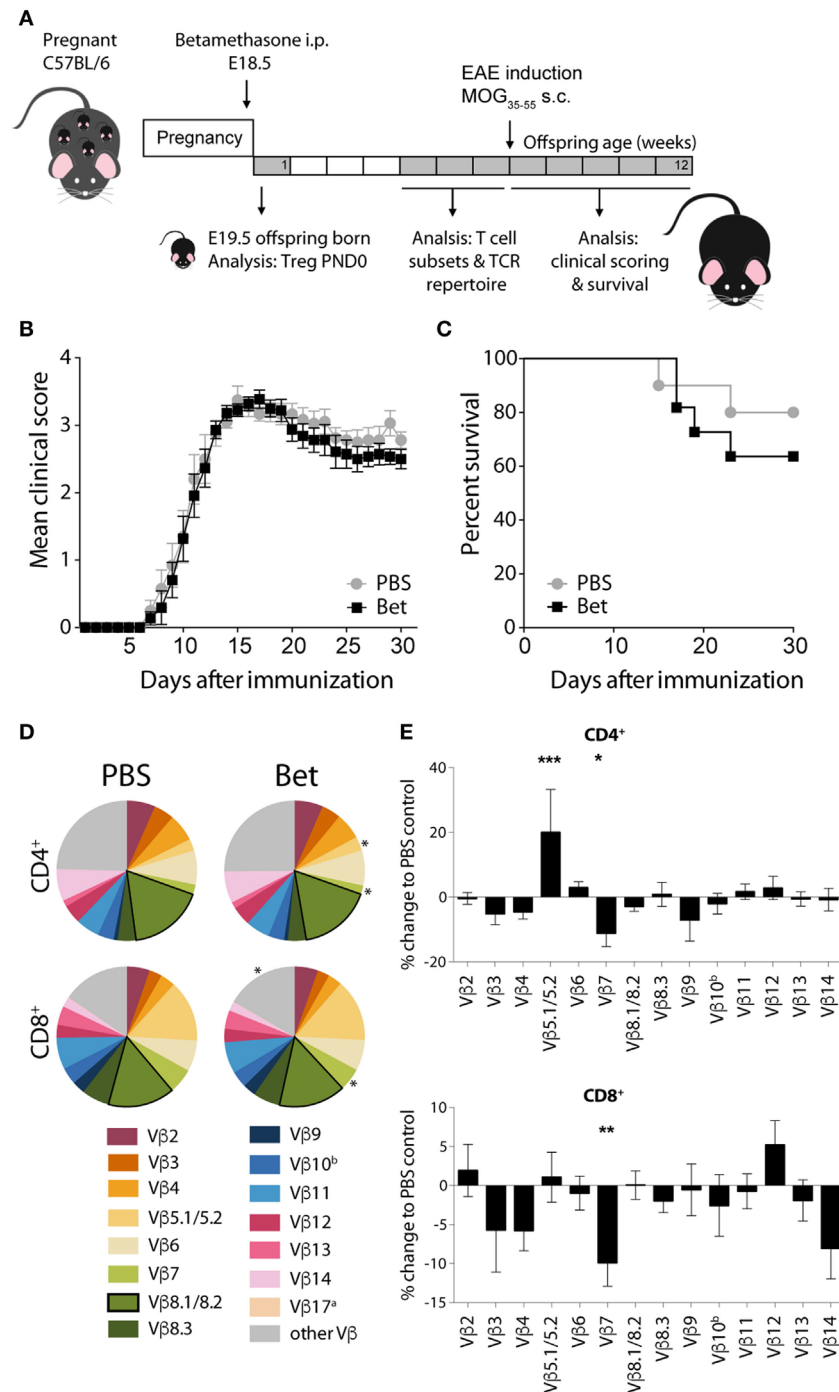 A
Pregnant
C57BL/6
Betamethasone i.p.
E18.5
EAE induction
MOG35-55 s.c.
Pregnancy
Offspring age (weeks)
1
12
E19.5 offspring born
Analysis: Treg PND0
Analsis: T cell
subsets & TCR
repertoire
Analsis:
clinical scoring
& survival
B
Mean clinical score
4
3
2
1
0
5
10
15
20
25
30
Days after immunization
PBS
Bet
C
Percent survival
100
80
60
40
20
0
0
10
20
30
Days after immunization
PBS
Bet
D
PBS
Bet
CD4+
*
*
CD8+
*
*
Vβ2
Vβ3
Vβ4
Vβ5.1/5.2
Vβ6
Vβ7
Vβ8.1/8.2
Vβ8.3
Vβ9
Vβ10b
Vβ11
Vβ12
Vβ13
Vβ14
Vβ17a
other Vβ
E
CD4+
% change to PBS control
40
20
0
-20
***
*
Vβ2
Vβ3
Vβ4
Vβ5.1/5.2
Vβ6
Vβ7
Vβ8.1/8.2
Vβ8.3
Vβ9
Vβ10b
Vβ11
Vβ12
Vβ13
Vβ14
CD8+
% change to PBS control
10
5
0
-5
-10
-15
**
Vβ2
Vβ3
Vβ4
Vβ5.1/5.2
Vβ6
Vβ7
Vβ8.1/8.2
Vβ8.3
Vβ9
Vβ10b
Vβ11
Vβ12
Vβ13
Vβ14